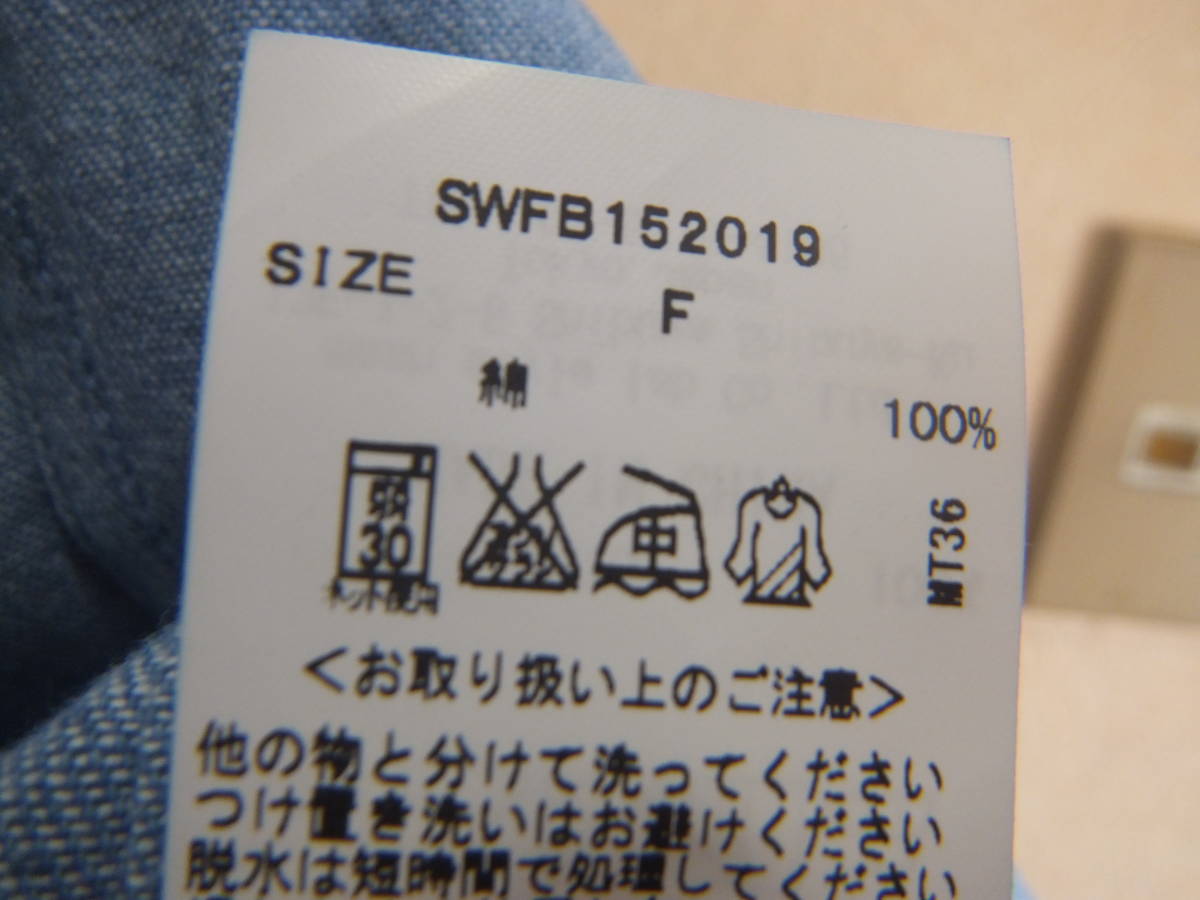 SWFB152019
SIZE F
綿 100%
弱
30
ネット使用
中
MT36
<お取り扱い上のご注意>
他の物と分けて洗ってください
つけ置き洗いはお避けください
脱水は短時間で処理してください